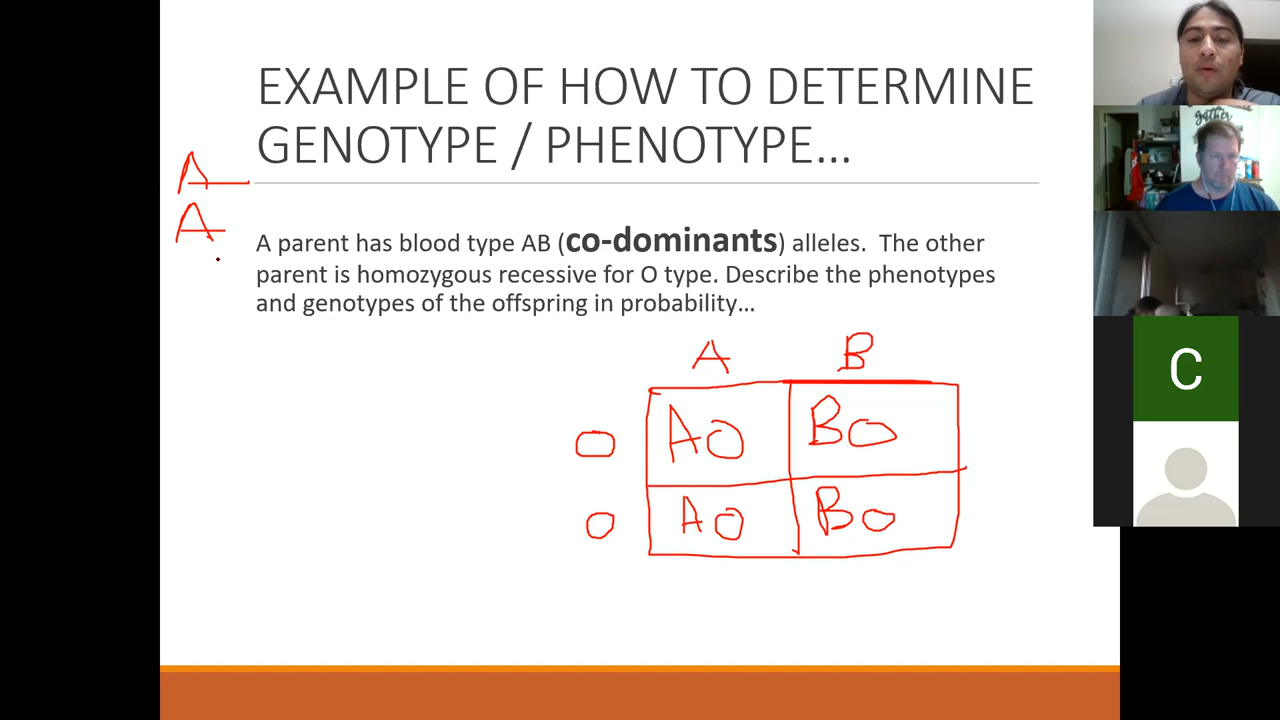 EXAMPLE OF HOW TO DETERMINE
GENOTYPE / PHENOTYPE...
A
A
A parent has blood type AB (co-dominants) alleles. The other
parent is homozygous recessive for O type. Describe the phenotypes
and genotypes of the offspring in probability...
A B
O AO BO
O AO BO
gather
C